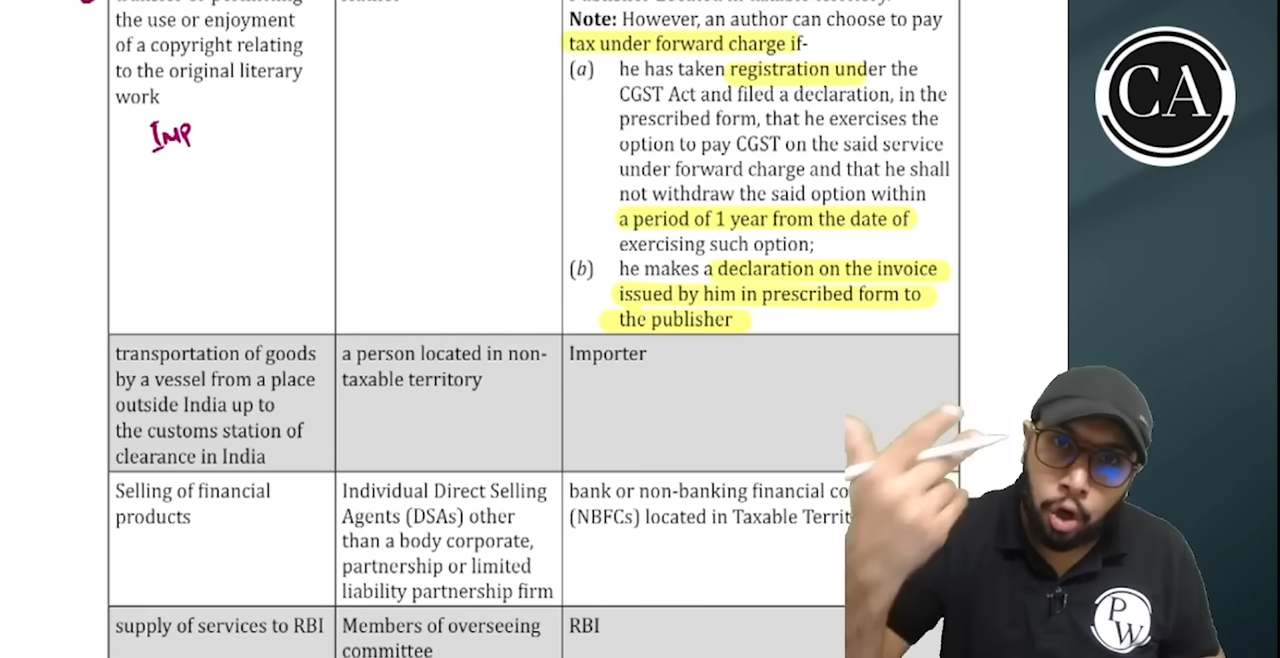 the use or enjoyment
of a copyright relating
to the original literary
work
IMP
Note: However, an author can choose to pay
tax under forward charge if-
(a) he has taken registration under the
CGST Act and filed a declaration, in the
prescribed form, that he exercises the
option to pay CGST on the said service
under forward charge and that he shall
not withdraw the said option within
a period of 1 year from the date of
exercising such option;
(b) he makes a declaration on the invoice
issued by him in prescribed form to
the publisher
transportation of goods
by a vessel from a place
outside India up to
the customs station of
clearance in India
a person located in non-
taxable territory
Importer
Selling of financial
products
Individual Direct Selling
Agents (DSAs) other
than a body corporate,
partnership or limited
liability partnership firm
bank or non-banking financial co
(NBFCs) located in Taxable Territ
supply of services to RBI
Members of overseeing
committee
RBI
CA
PW